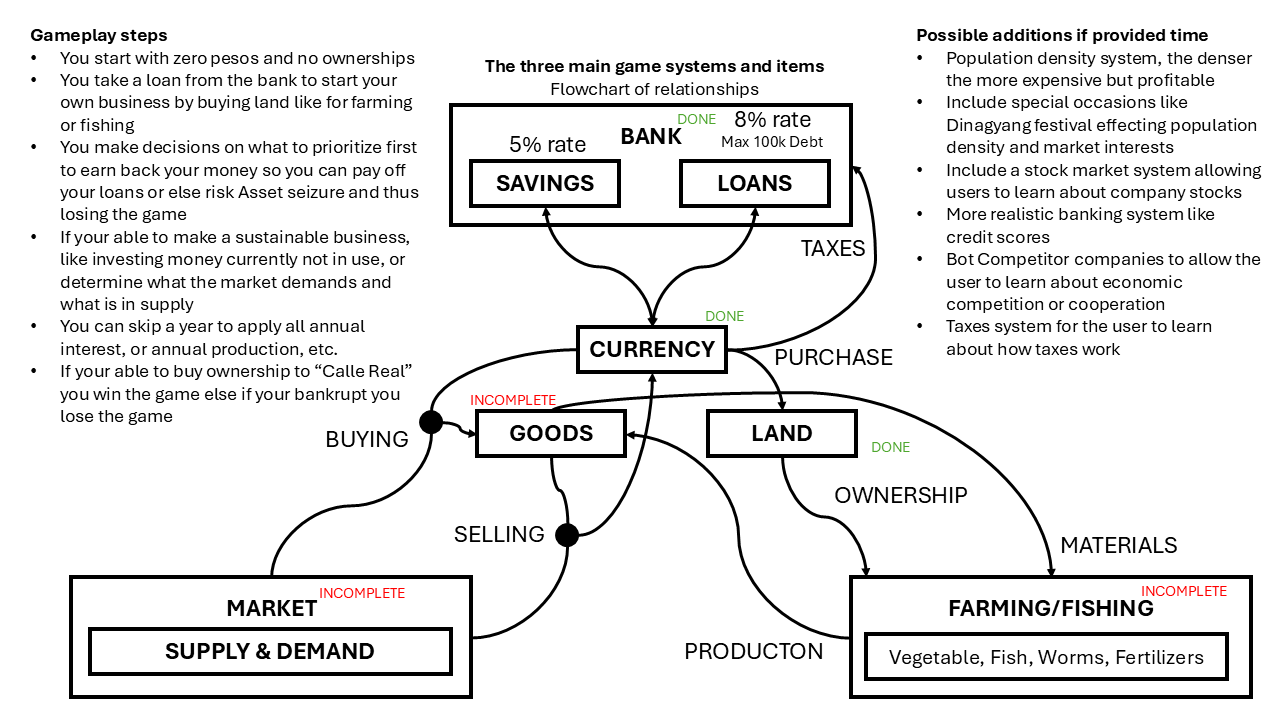 Gameplay steps
• You start with zero pesos and no ownerships
• You take a loan from the bank to start your
own business by buying land like for farming
or fishing
• You make decisions on what to prioritize first
to earn back your money so you can pay off
your loans or else risk Asset seizure and thus
losing the game
• If your able to make a sustainable business,
like investing money currently not in use, or
determine what the market demands and
what is in supply
• You can skip a year to apply all annual
interest, or annual production, etc.
• If your able to buy ownership to “Calle Real”
you win the game else if your bankrupt you
lose the game
The three main game systems and items
Flowchart of relationships
DONE
8% rate
BANK
Max 100k Debt
5% rate
SAVINGS
LOANS
TAXES
DONE
CURRENCY
PURCHASE
INCOMPLETE
GOODS
LAND
BUYING
DONE
OWNERSHIP
SELLING
MATERIALS
INCOMPLETE
MARKET
SUPPLY & DEMAND
PRODUCTON
INCOMPLETE
FARMING/FISHING
Vegetable, Fish, Worms, Fertilizers
Possible additions if provided time
• Population density system, the denser
the more expensive but profitable
• Include special occasions like
Dinagyang festival effecting population
density and market interests
• Include a stock market system allowing
users to learn about company stocks
• More realistic banking system like
credit scores
• Bot Competitor companies to allow the
user to learn about economic
competition or cooperation
• Taxes system for the user to learn
about how taxes work